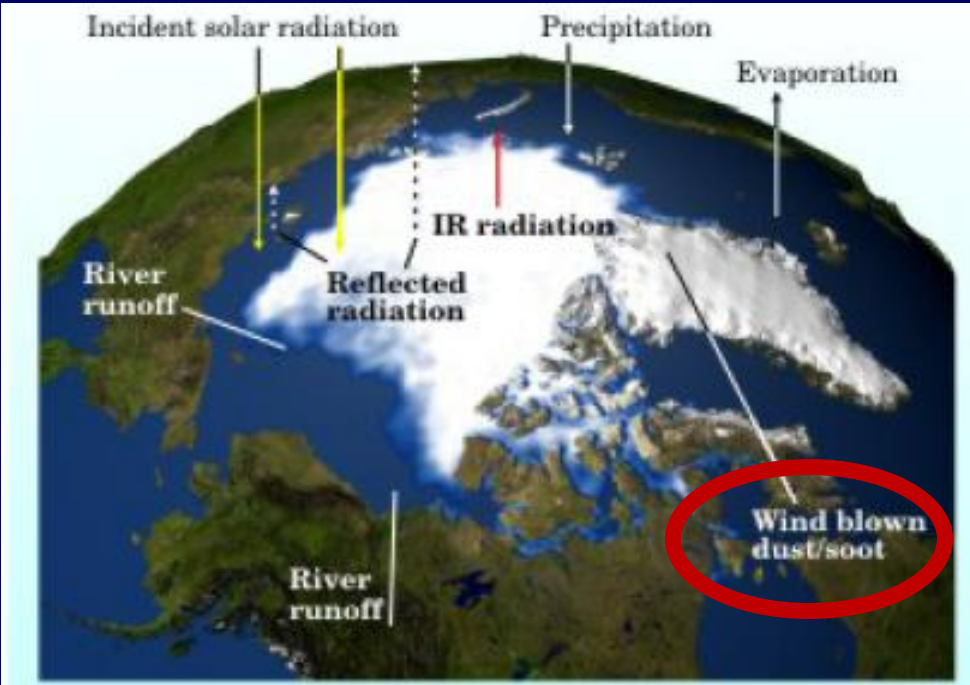 Incident solar radiation
Precipitation
Evaporation
IR radiation
River
runoff
Reflected
radiation
Wind blown
dust/soot
River
runoff